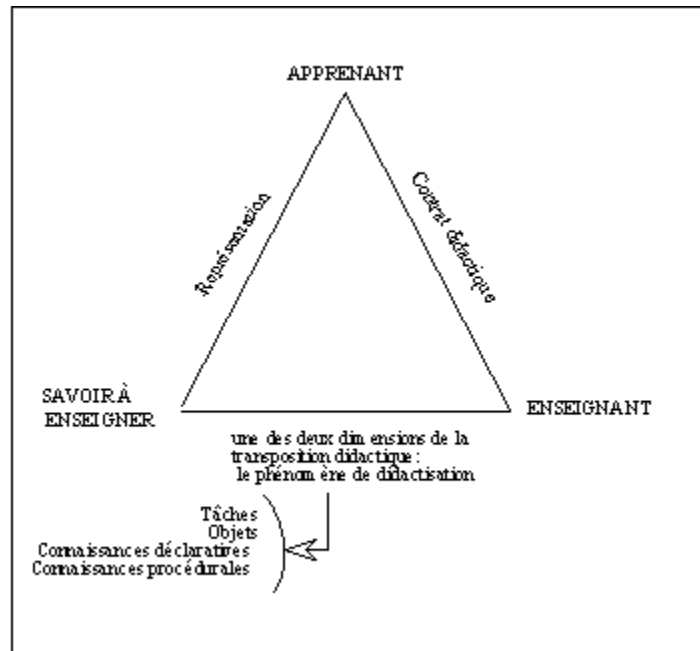 APPRENANT
Représentation
Contrat didactique
SAVOIR À
ENSEIGNER
ENSEIGNANT
une des deux dimensions de la
transposition didactique :
le phénomène de didactisation
Tâches
Objets
Connaissances déclaratives
Connaissances procédurales